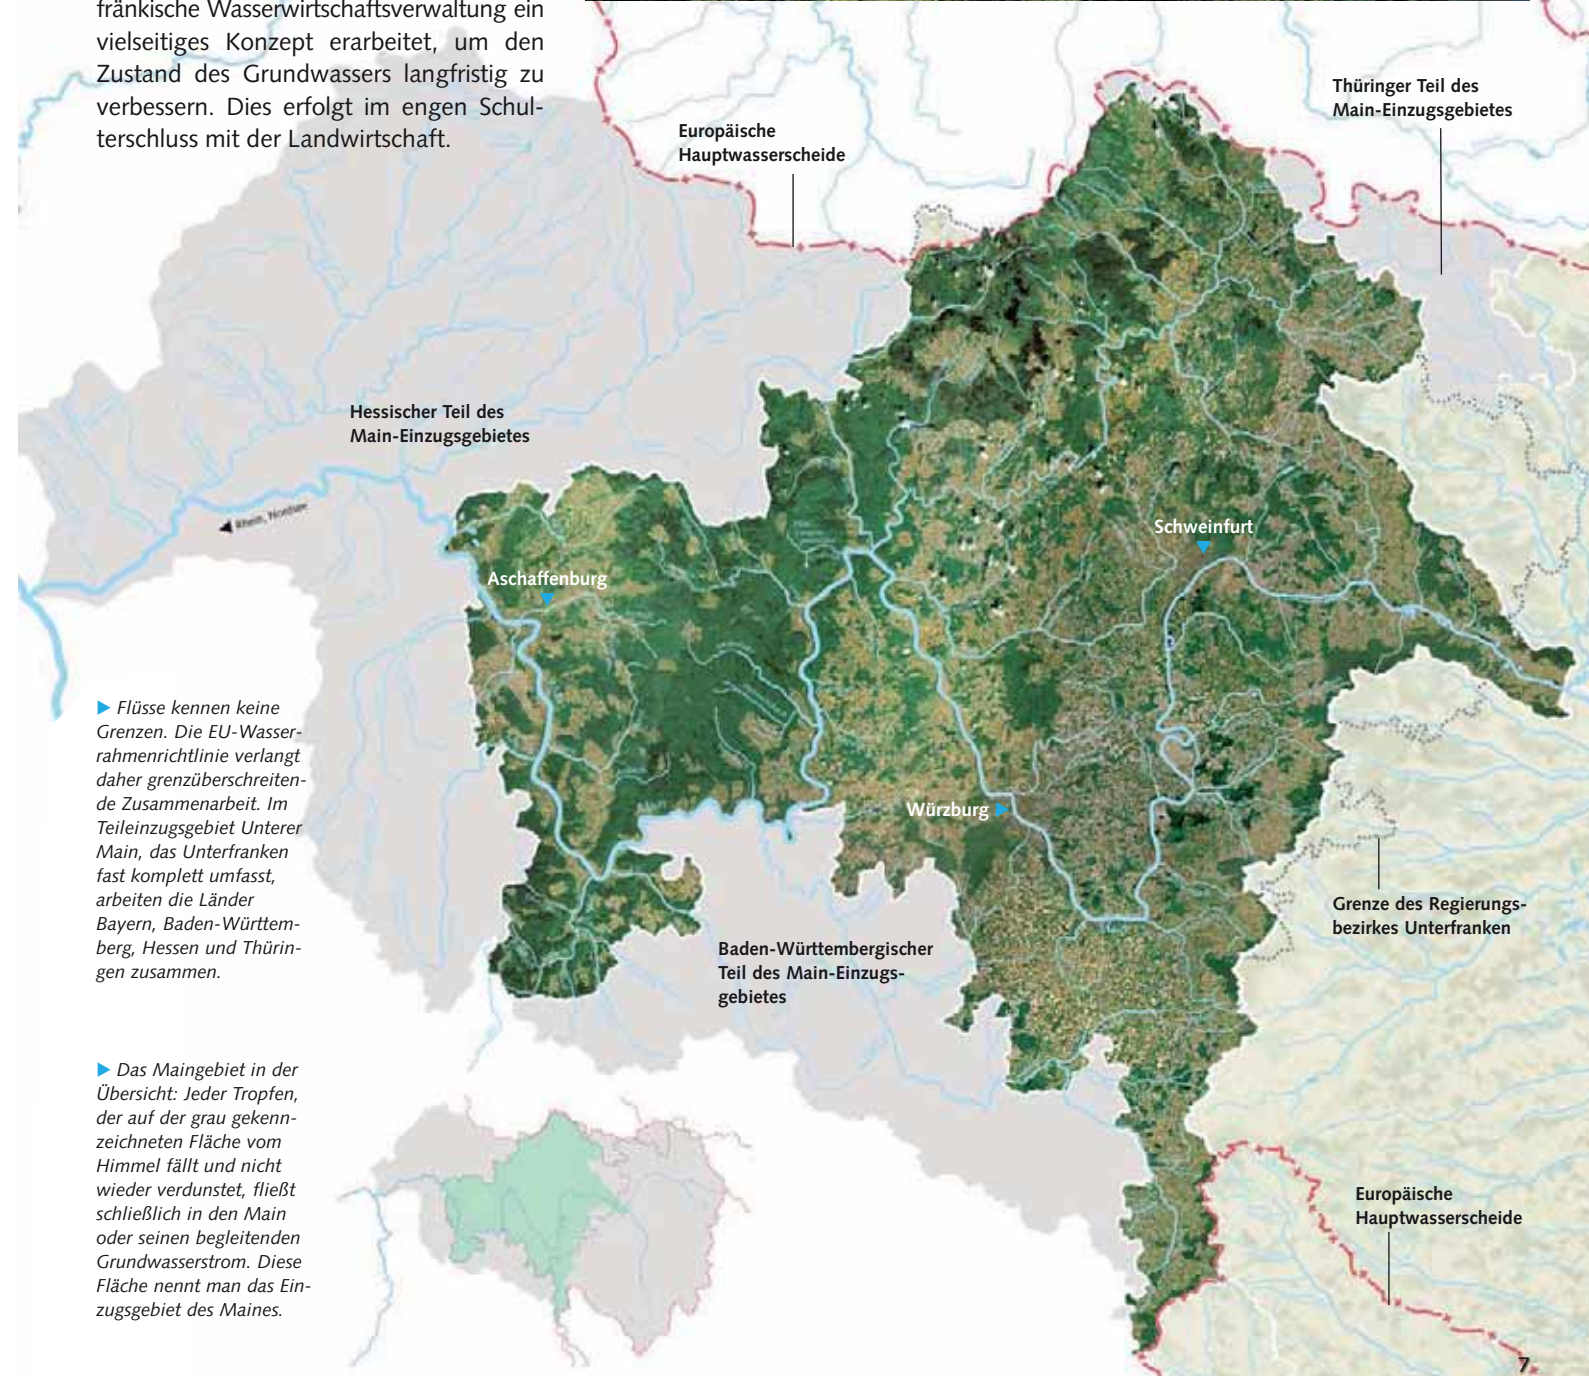 fränkische Wasserwirtschaftsverwaltung ein
vielseitiges Konzept erarbeitet, um den
Zustand des Grundwassers langfristig zu
verbessern. Dies erfolgt im engen Schul-
terschluss mit der Landwirtschaft.
Europäische
Hauptwasserscheide
Thüringer Teil des
Main-Einzugsgebietes
Hessischer Teil des
Main-Einzugsgebietes
Rhein, Nordsee
Schweinfurt
Aschaffenburg
Würzburg
▶ Flüsse kennen keine
Grenzen. Die EU-Wasser-
rahmenrichtlinie verlangt
daher grenzüberschreiten-
de Zusammenarbeit. Im
Teileinzugsgebiet Unterer
Main, das Unterfranken
fast komplett umfasst,
arbeiten die Länder
Bayern, Baden-Württem-
berg, Hessen und Thürin-
gen zusammen.
Grenze des Regierungs-
bezirkes Unterfranken
Baden-Württembergischer
Teil des Main-Einzugs-
gebietes
▶ Das Maingebiet in der
Übersicht: Jeder Tropfen,
der auf der grau gekenn-
zeichneten Fläche vom
Himmel fällt und nicht
wieder verdunstet, fließt
schließlich in den Main
oder seinen begleitenden
Grundwasserstrom. Diese
Fläche nennt man das Ein-
zugsgebiet des Maines.
Europäische
Hauptwasserscheide
7